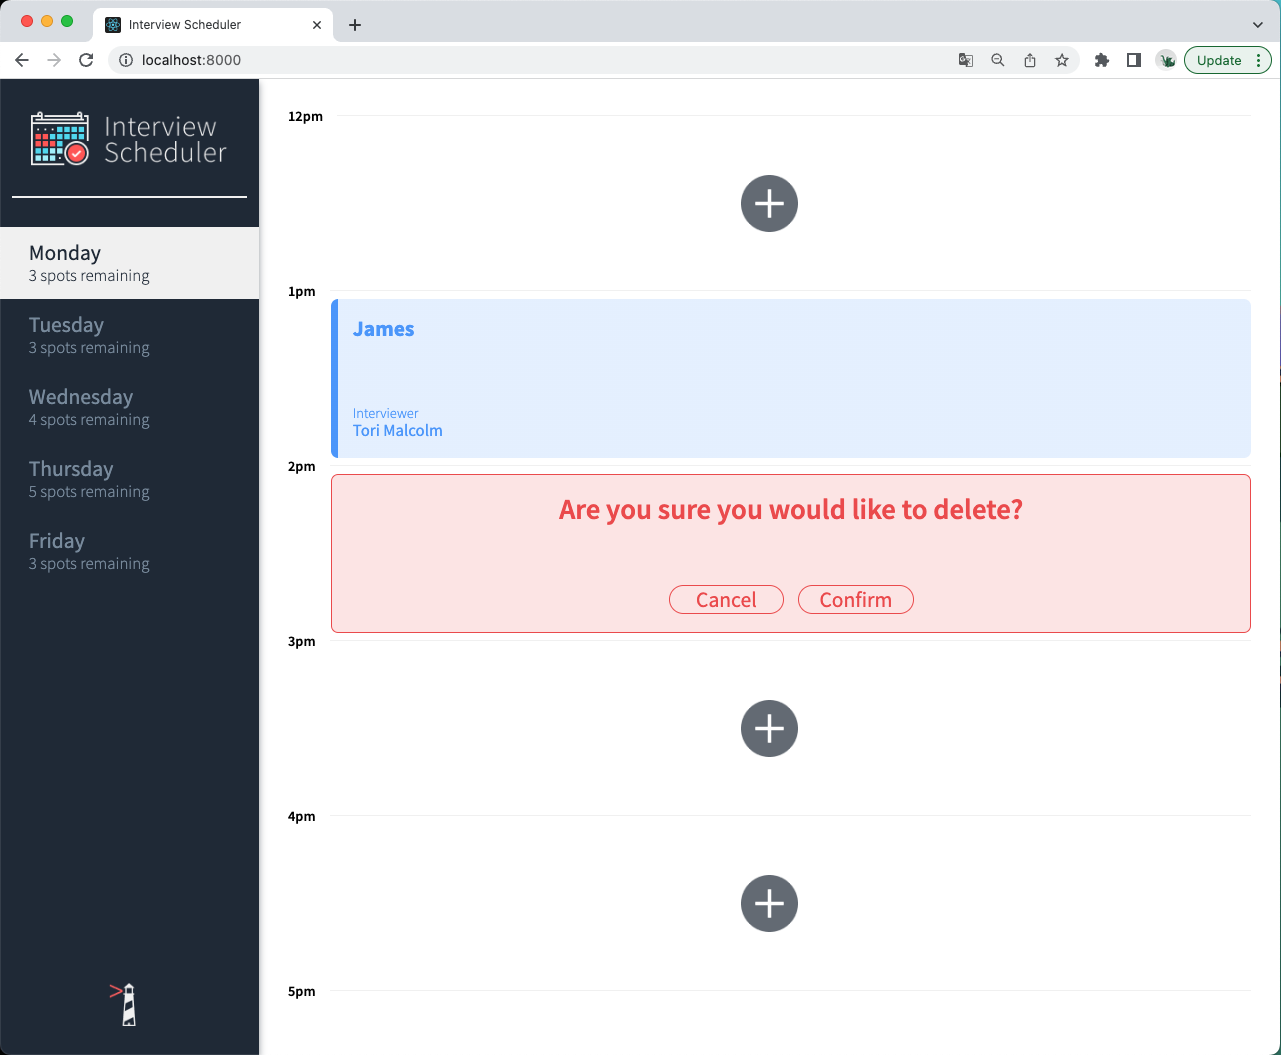 Interview Scheduler
localhost:8000
Update
Interview
Scheduler
Monday
3 spots remaining
Tuesday
3 spots remaining
Wednesday
4 spots remaining
Thursday
5 spots remaining
Friday
3 spots remaining
12pm
1pm
James
Interviewer
Tori Malcolm
2pm
Are you sure you would like to delete?
Cancel Confirm
3pm
4pm
5pm